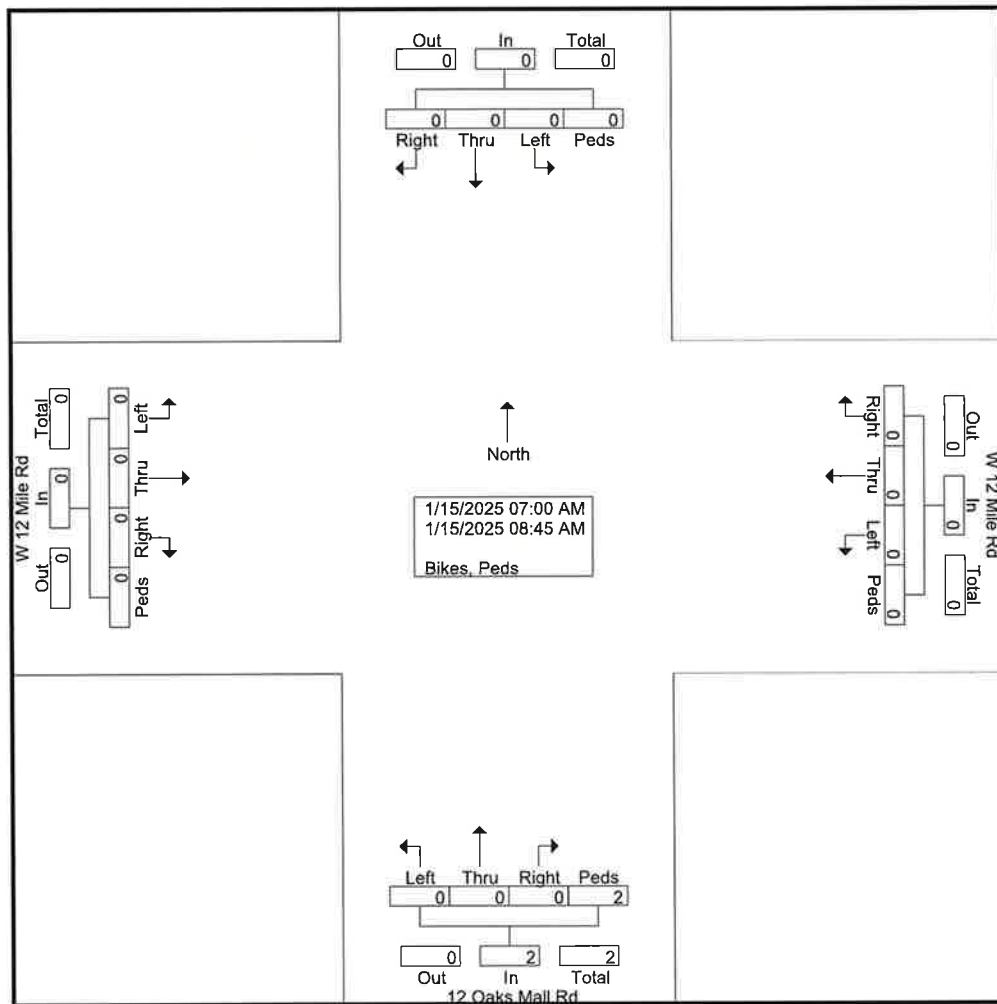 Out In Total
0 0 0
0 0 0 0
Right Thru Left Peds
W 12 Mile Rd
Total In Out
0 0 0
0 0 0 0
Left Thru Right Peds
North
1/15/2025 07:00 AM
1/15/2025 08:45 AM
Bikes, Peds
Right Thru Left Peds
0 0 0 0
Out In Total
0 0 0
W 12 Mile Rd
Left Thru Right Peds
0 0 0 2
0 2 2
Out In Total
12 Oaks Mall Rd